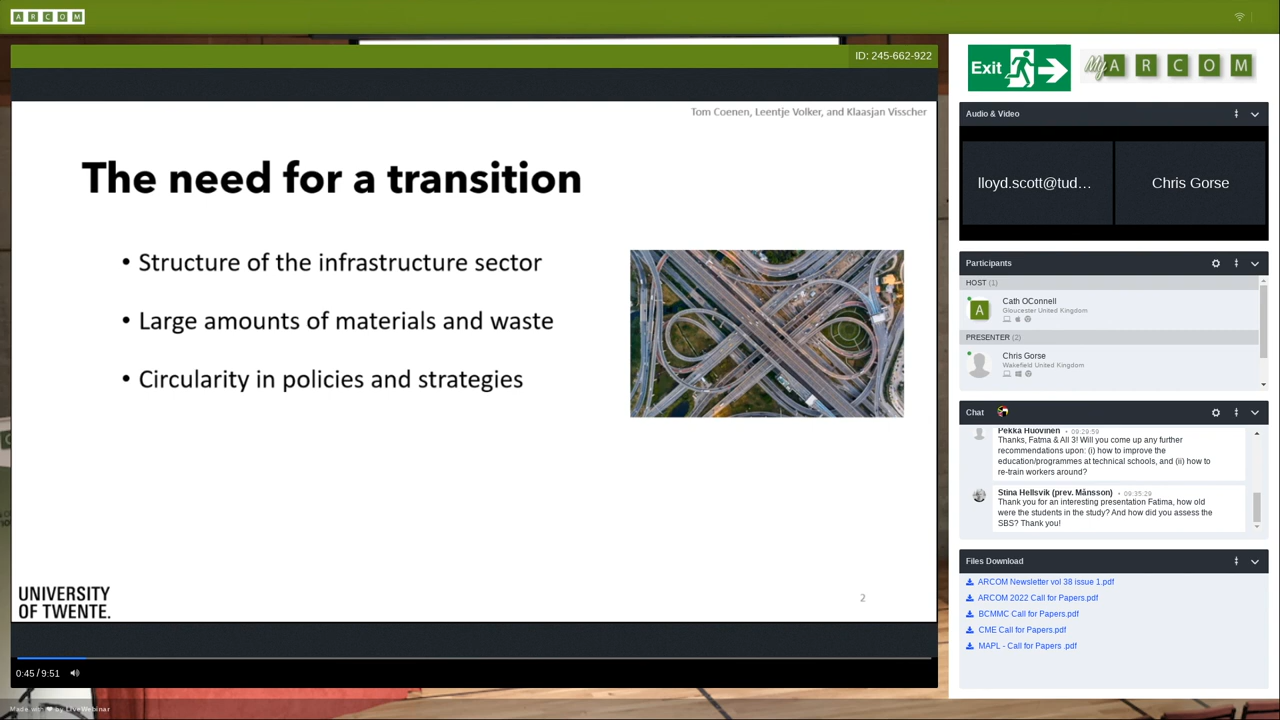 A R C O M
ID: 245-662-922
Tom Coenen, Leentje Volker, and Klaasjan Visscher
The need for a transition
• Structure of the infrastructure sector
• Large amounts of materials and waste
• Circularity in policies and strategies
UNIVERSITY
OF TWENTE.
2
0:45 / 9:51
Made with ❤ by LiveWebinar
Exit
My A R C O M
Audio & Video
lloyd.scott@tud...
Chris Gorse
Participants
HOST (1)
A
Cath OConnell
Gloucester United Kingdom
PRESENTER (2)
Chris Gorse
Wakefield United Kingdom
Chat
Pekka Huovinen • 09:29:59
Thanks, Fatma & All 3! Will you come up any further
recommendations upon: (i) how to improve the
education/programmes at technical schools, and (ii) how to
re-train workers around?
Stina Hellsvik (prev. Månsson) • 09:35:29
Thank you for an interesting presentation Fatima, how old
were the students in the study? And how did you assess the
SBS? Thank you!
Files Download
ARCOM Newsletter vol 38 issue 1.pdf
ARCOM 2022 Call for Papers.pdf
BCMMC Call for Papers.pdf
CME Call for Papers.pdf
MAPL - Call for Papers .pdf